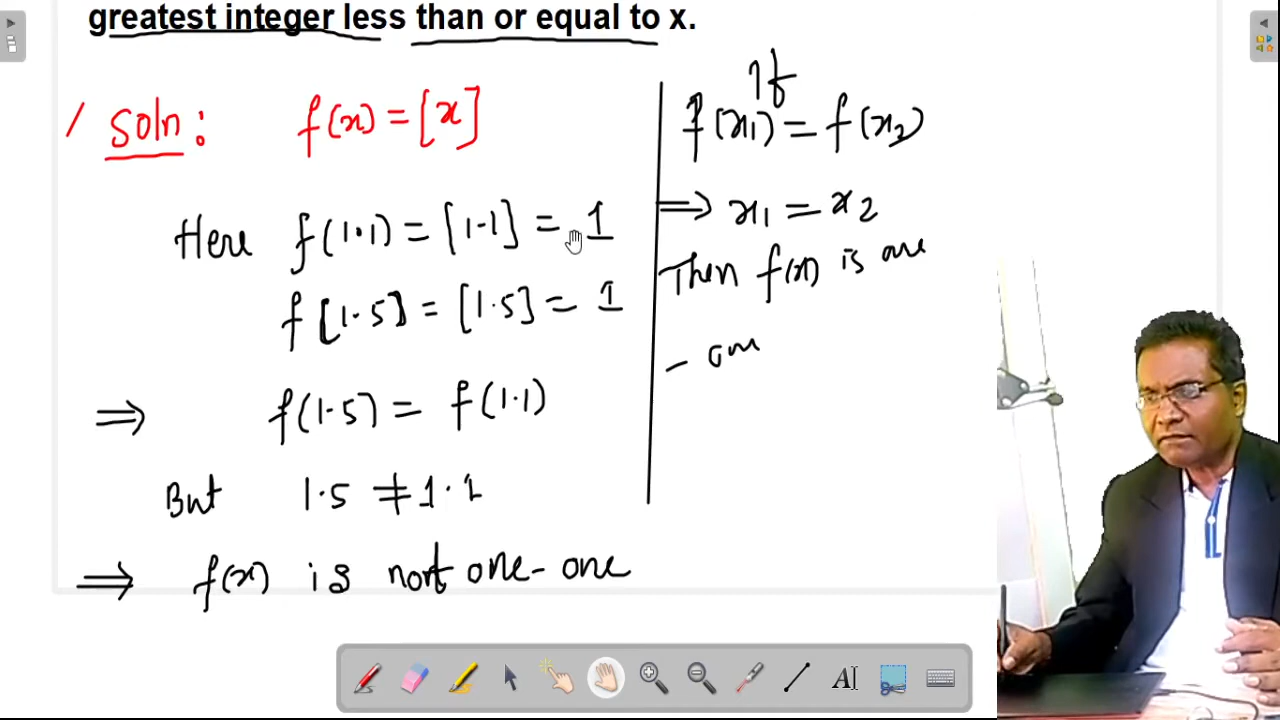 greatest integer less than or equal to x.
Soln: f(x) = [x]
Here f(1.1) = [1.1] = 1
f[1.5] = [1.5] = 1
⇒ f(1.5) = f(1.1)
But 1.5 ≠ 1.1
⇒ f(x) is not one-one
If
f(x₁) = f(x₂)
⇒ x₁ = x₂
Then f(x) is one
- one
AI